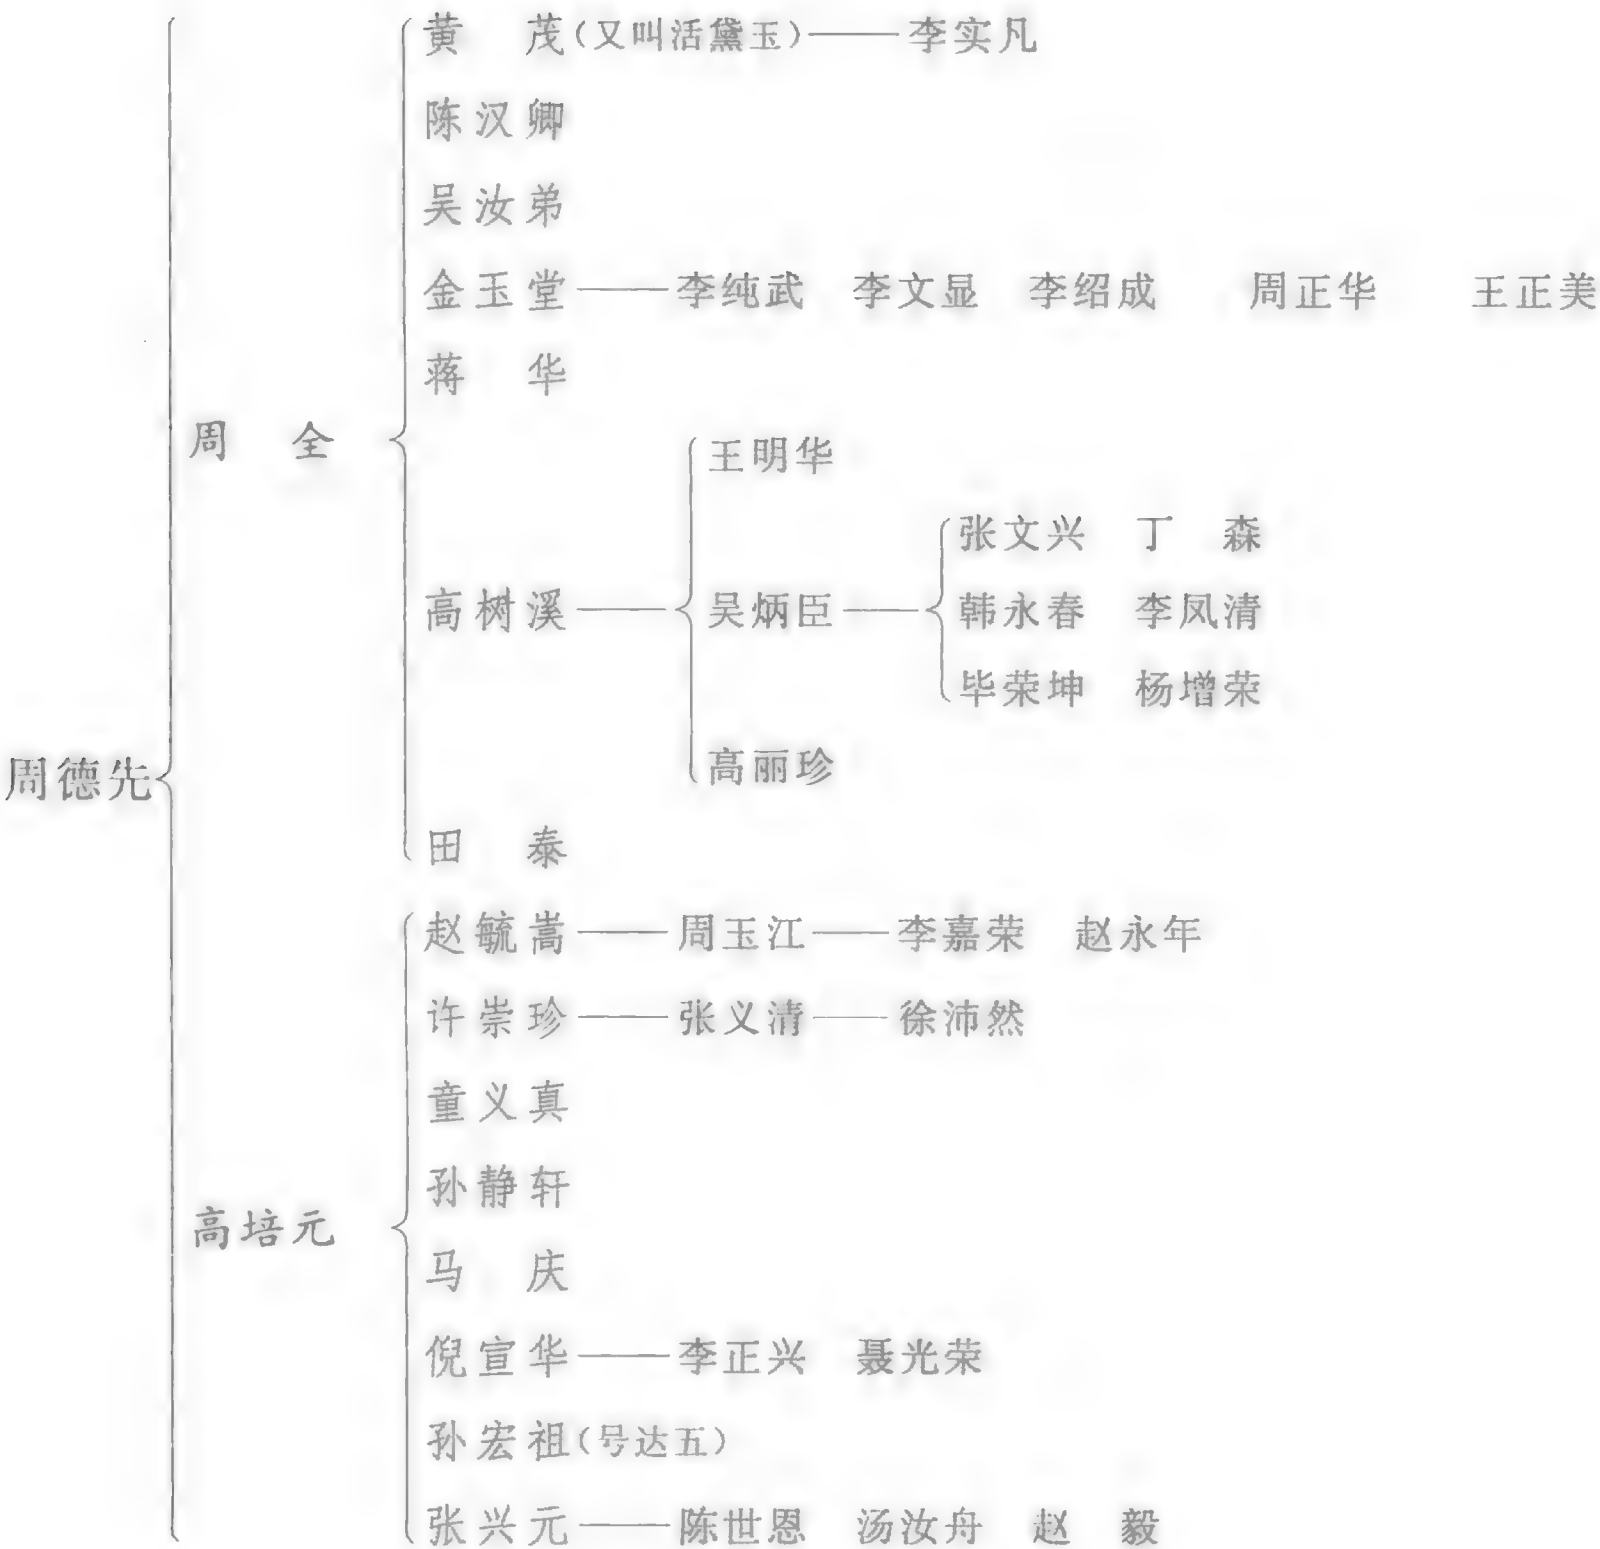 黄　茂(又叫活黛玉)——李实凡
陈汉卿
吴汝弟
金玉堂——李纯武　李文显　李绍成　周正华　王正美
蒋　华
周　全
王明华
张文兴　丁　森
高树溪——吴炳臣——韩永春　李凤清
毕荣坤　杨增荣
高丽珍
周德先
田　泰
赵毓嵩——周玉江——李嘉荣　赵永年
许崇珍——张义清——徐沛然
童义真
孙静轩
高培元
马　庆
倪宣华——李正兴　聂光荣
孙宏祖(号达五)
张兴元——陈世恩　汤汝舟　赵　毅